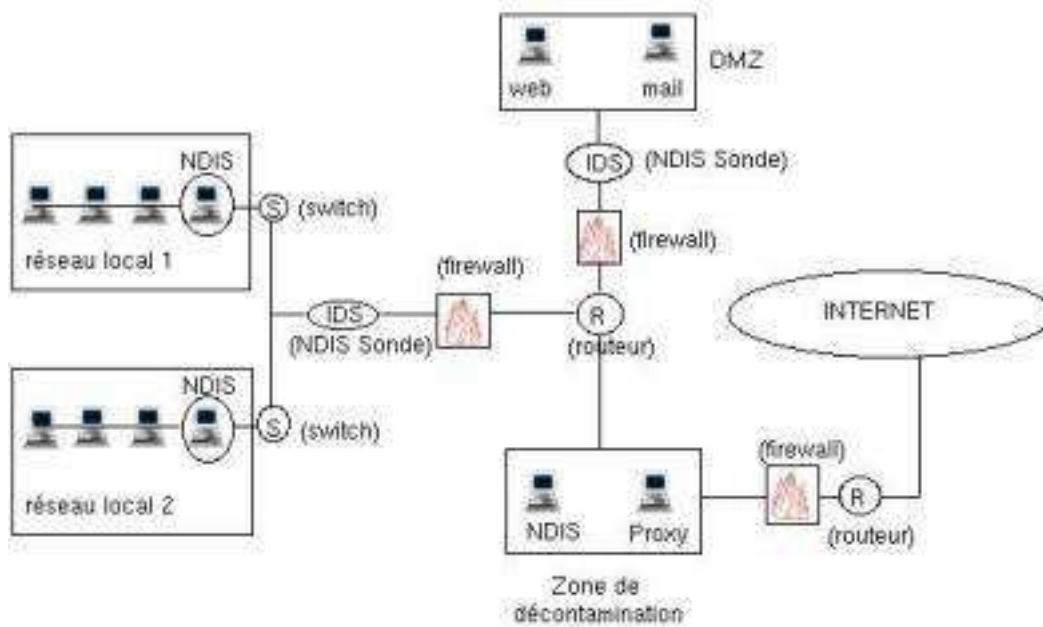 web
mail
DMZ
IDS
(NDIS Sonde)
(firewall)
NDIS
S
(switch)
réseau local 1
(firewall)
IDS
(NDIS Sonde)
R
(routeur)
INTERNET
NDIS
S
(switch)
réseau local 2
NDIS
Proxy
(firewall)
R
(routeur)
Zone de
décontamination